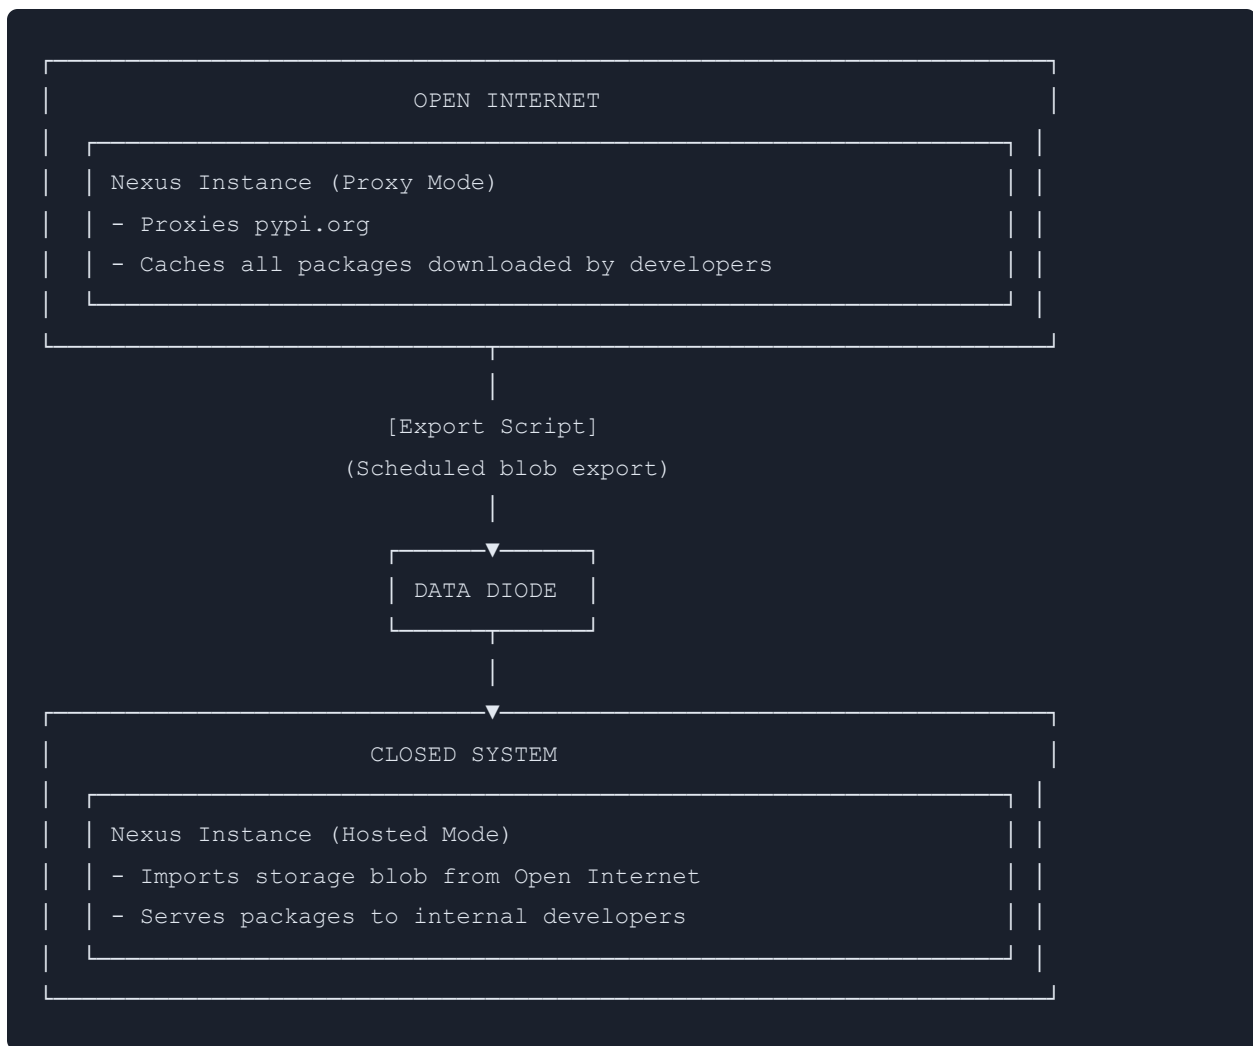 OPEN INTERNET
Nexus Instance (Proxy Mode)
- Proxies pypi.org
- Caches all packages downloaded by developers
[Export Script]
(Scheduled blob export)
DATA DIODE
CLOSED SYSTEM
Nexus Instance (Hosted Mode)
- Imports storage blob from Open Internet
- Serves packages to internal developers